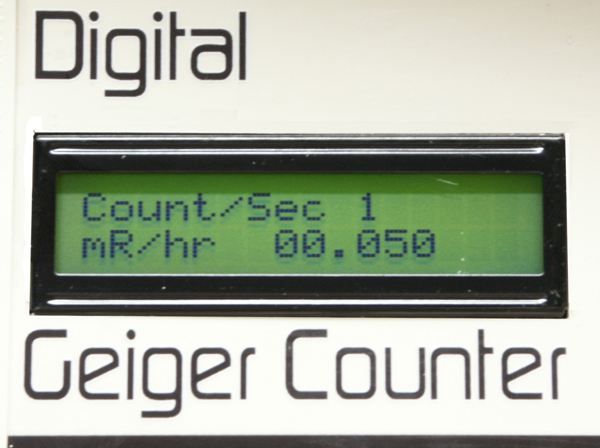 Digital
Count/Sec 1
mR/hr 00.050
Geiger Counter